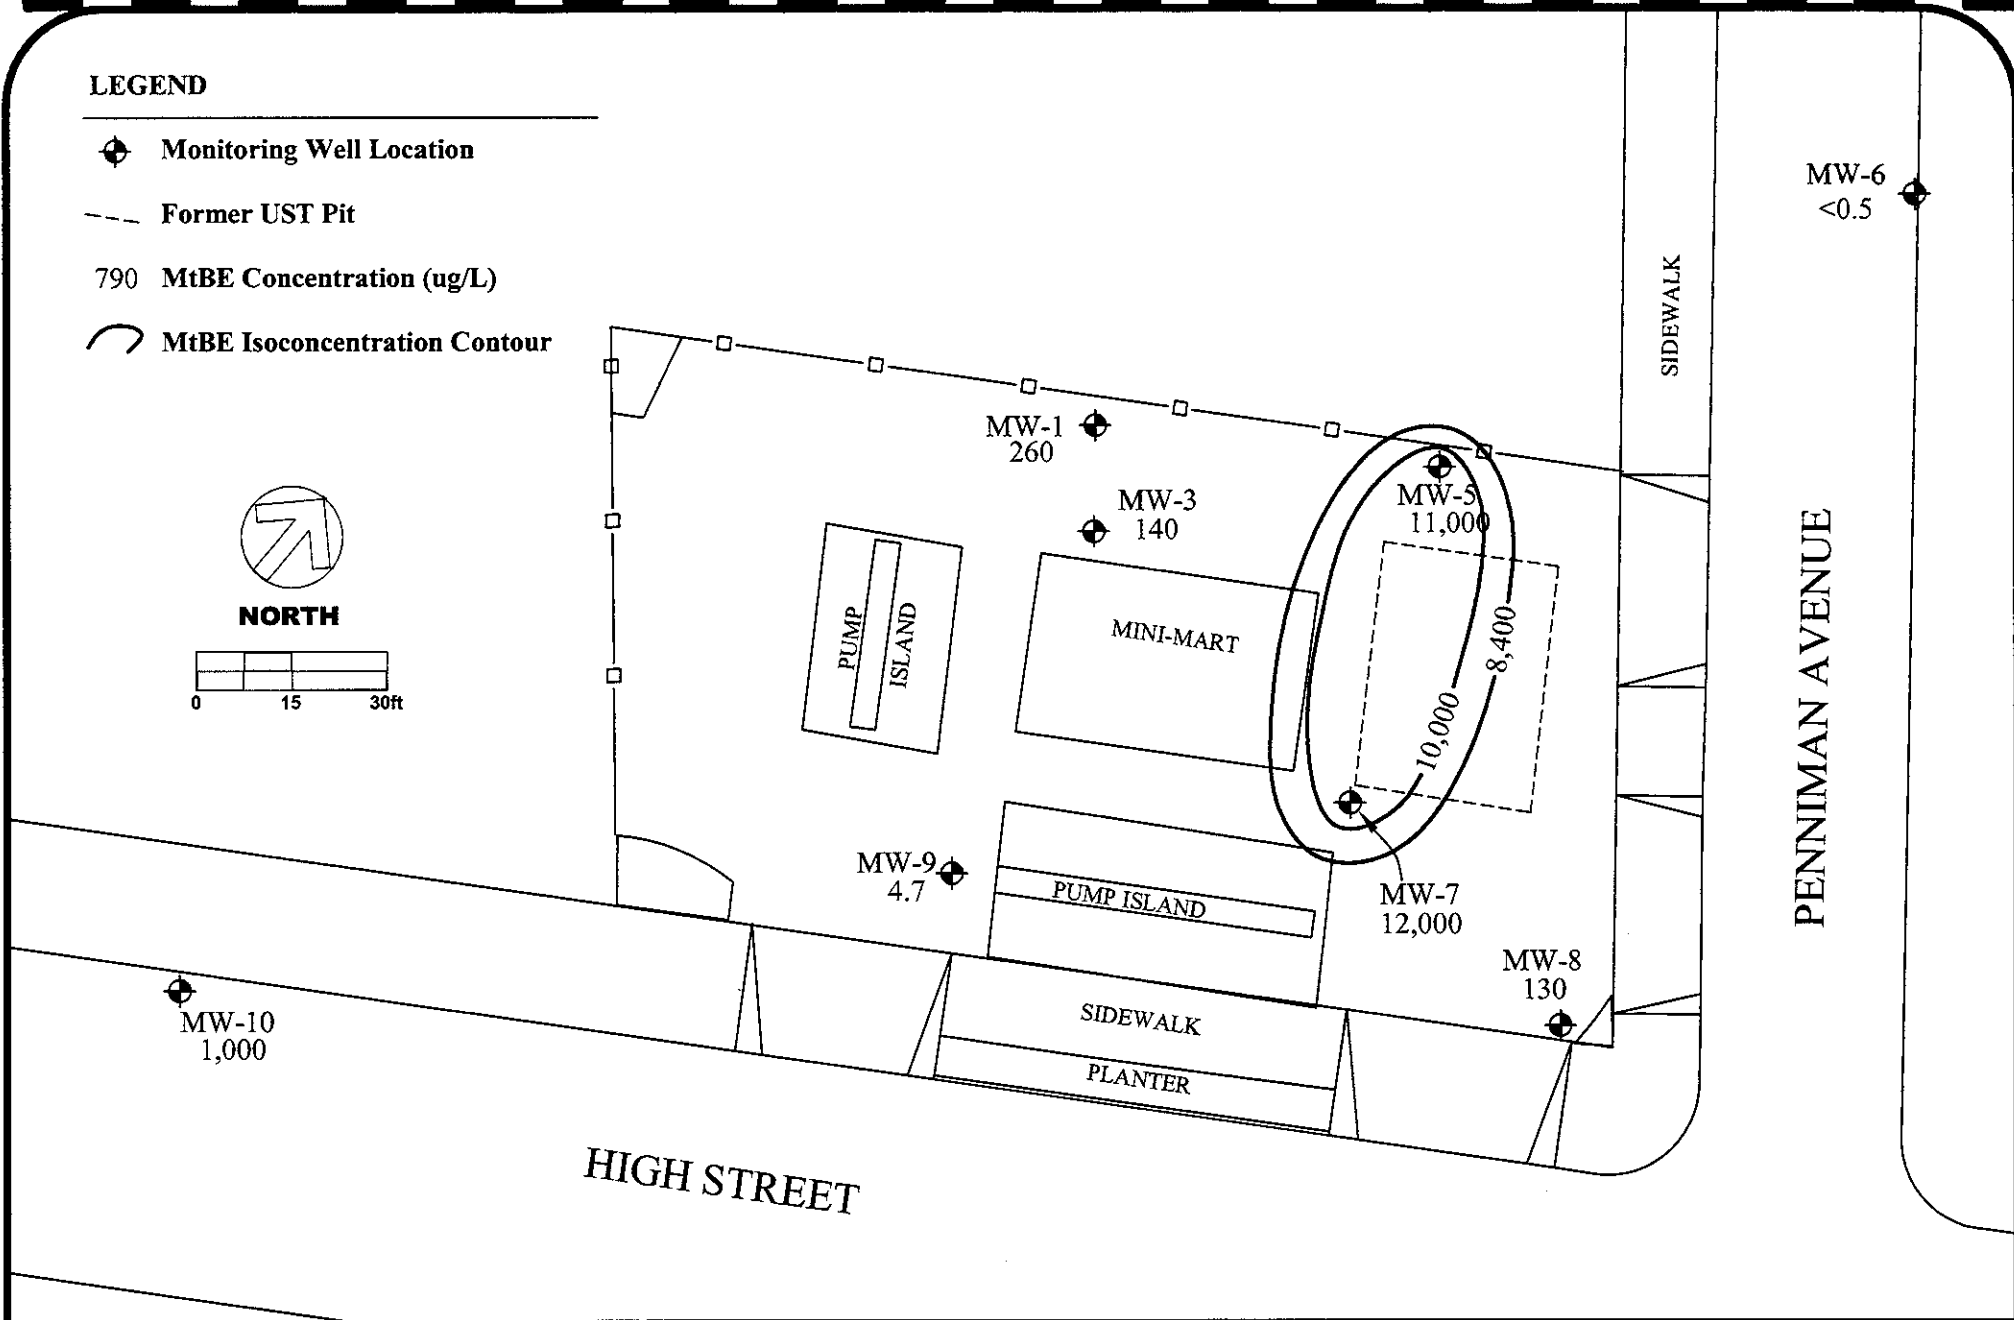 LEGEND
Monitoring Well Location
Former UST Pit
790 MtBE Concentration (ug/L)
MtBE Isoconcentration Contour
NORTH
0 15 30ft
MW-6
<0.5
SIDEWALK
MW-1
260
MW-3
140
MW-5
11,000
PUMP
ISLAND
MINI-MART
8,400
10,000
PENNIMAN AVENUE
MW-9
4.7
PUMP ISLAND
MW-7
12,000
MW-8
130
MW-10
1,000
SIDEWALK
PLANTER
HIGH STREET